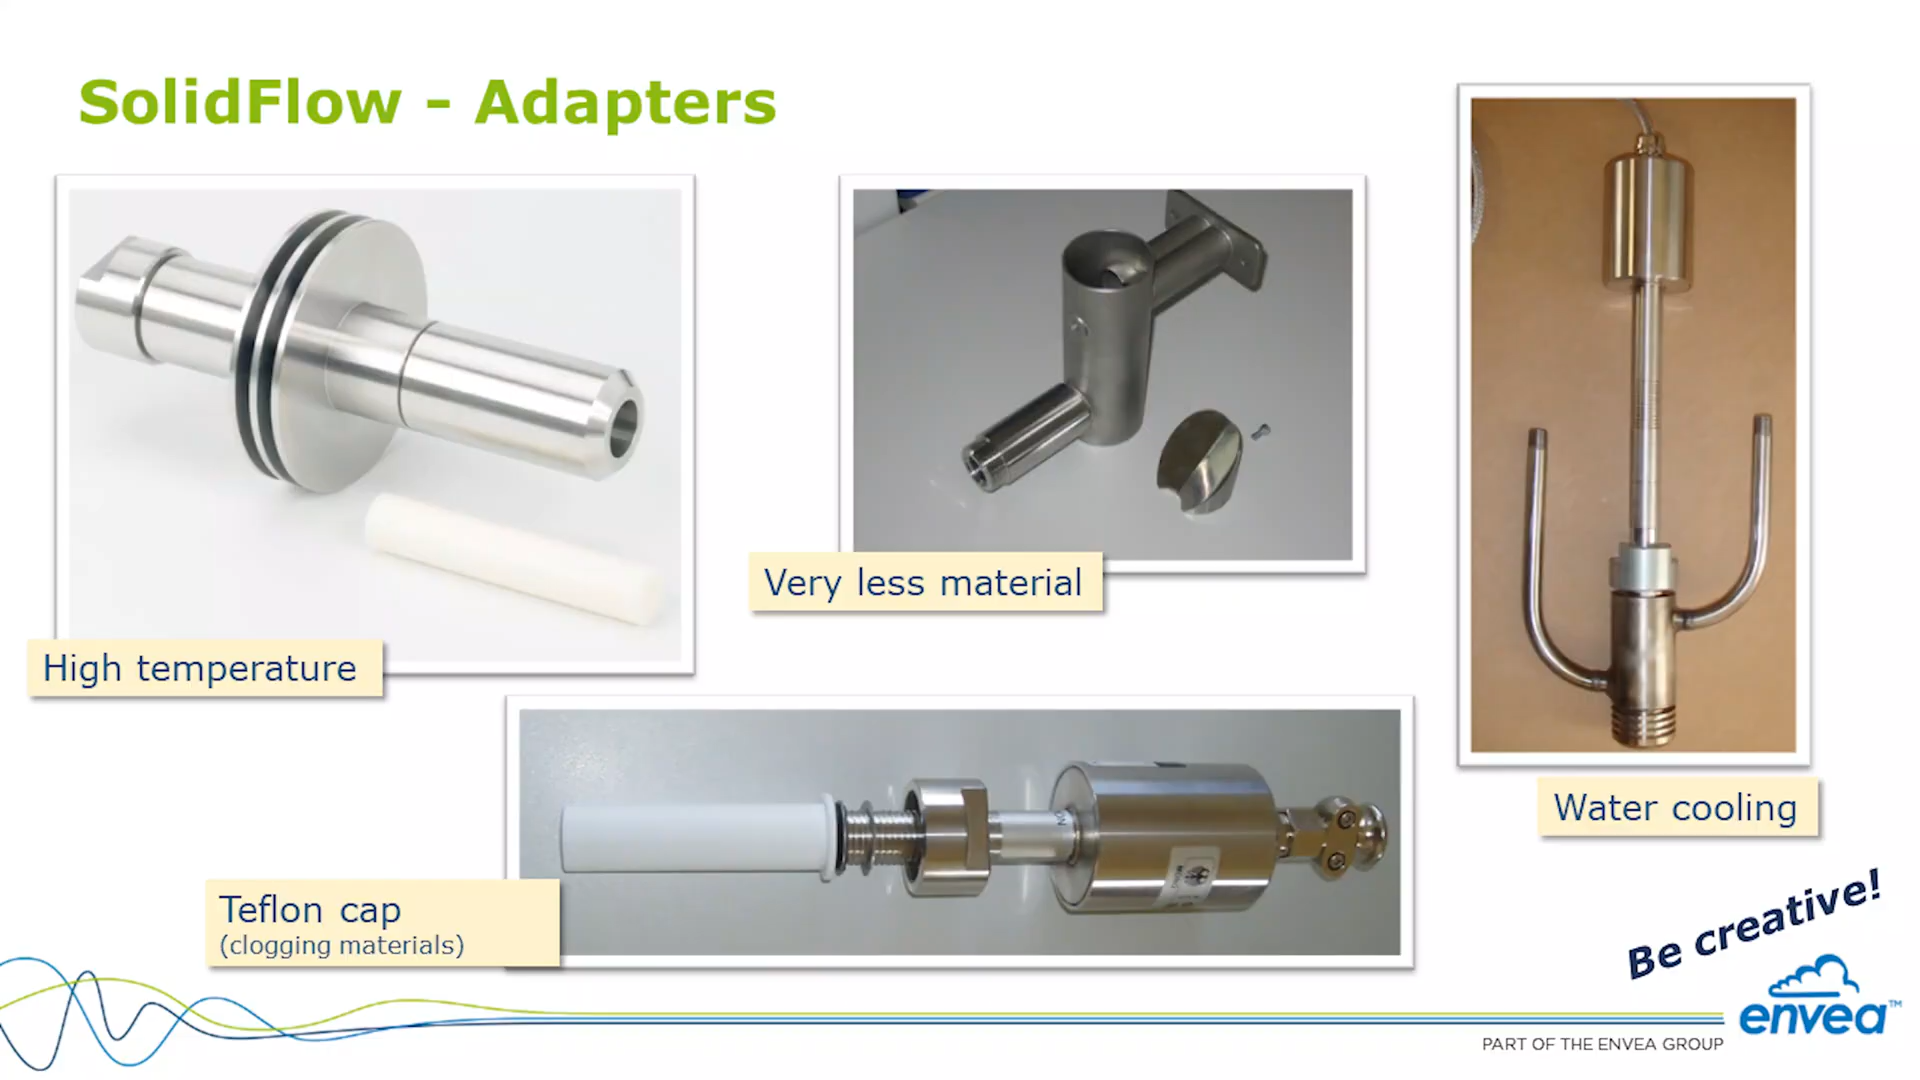 SolidFlow - Adapters
High temperature
Very less material
Water cooling
Teflon cap
(clogging materials)
Be creative!
envea™
PART OF THE ENVEA GROUP